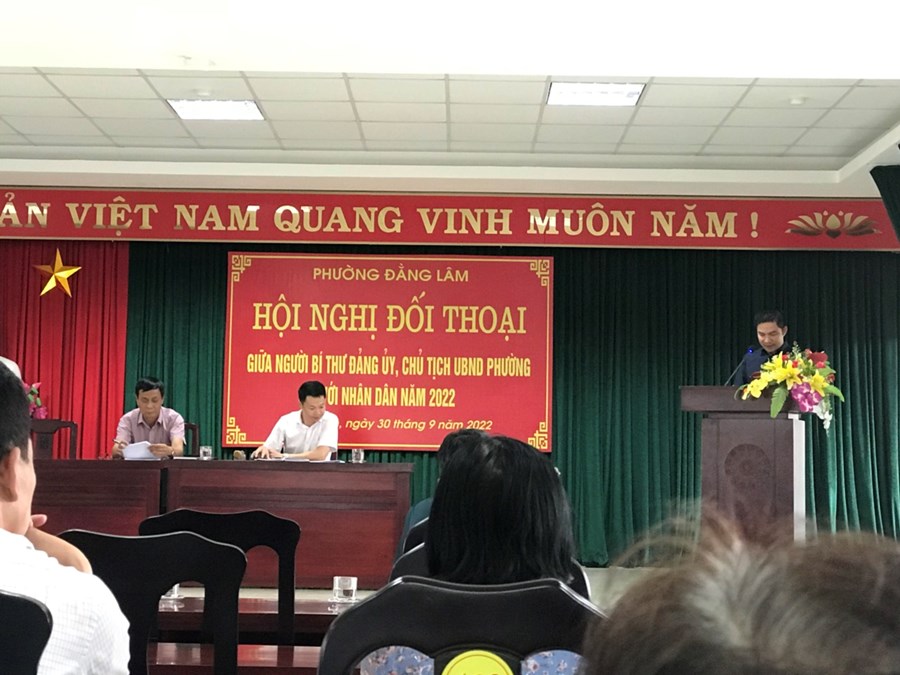 ẢN VIỆT NAM QUANG VINH MUÔN NĂM !
PHƯỜNG ĐẰNG LÂM
HỘI NGHỊ ĐỐI THOẠI
GIỮA NGƯỜI BÍ THƯ ĐẢNG ỦY, CHỦ TỊCH UBND PHƯỜNG
ỚI NHÂN DÂN NĂM 2022
, ngày 30 tháng 9 năm 2022